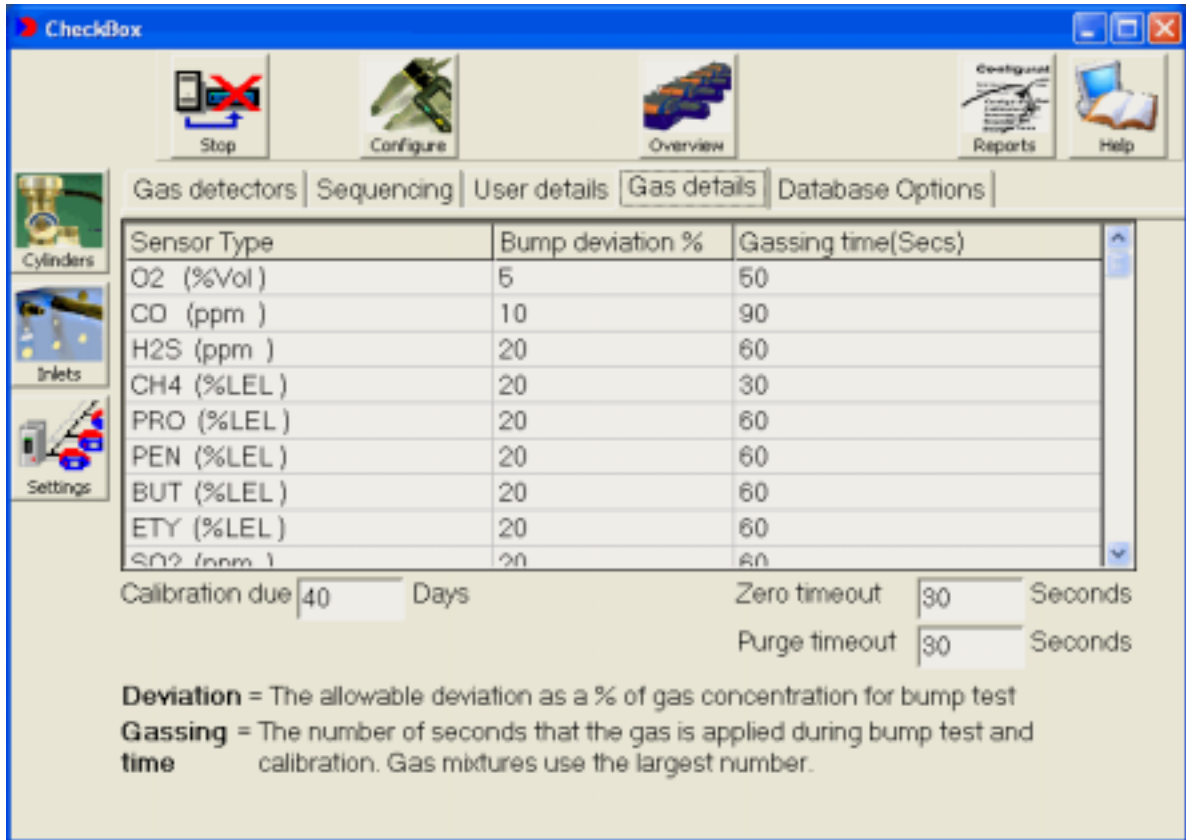 CheckBox
Stop Configure Overview Reports Help
Gas detectors Sequencing User details Gas details Database Options
Cylinders
Inlets
Settings
Sensor Type Bump deviation % Gassing time(Secs)
O2 (%Vol ) 5 50
CO (ppm ) 10 90
H2S (ppm ) 20 60
CH4 (%LEL ) 20 30
PRO (%LEL ) 20 60
PEN (%LEL ) 20 60
BUT (%LEL ) 20 60
ETY (%LEL ) 20 60
SO2 (ppm ) 20 60
Calibration due 40 Days
Zero timeout 30 Seconds
Purge timeout 30 Seconds
Deviation = The allowable deviation as a % of gas concentration for bump test
Gassing = The number of seconds that the gas is applied during bump test and
time calibration. Gas mixtures use the largest number.